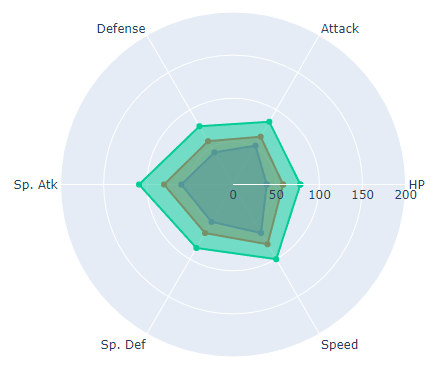 Defense
Attack
Sp. Atk
HP
0 50 100 150 200
Sp. Def
Speed